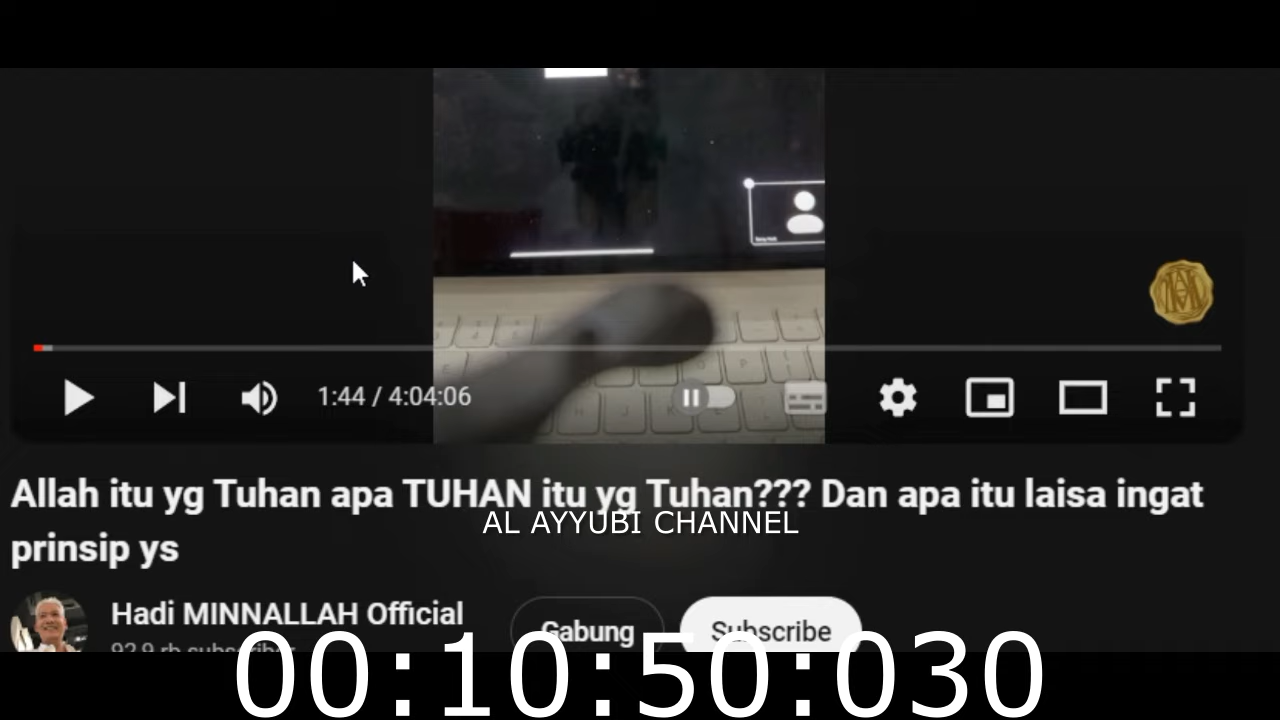 1:44 / 4:04:06
Allah itu yg Tuhan apa TUHAN itu yg Tuhan??? Dan apa itu laisa ingat
prinsip ys
AL AYYUBI CHANNEL
Hadi MINNALLAH Official
Gabung
Subscribe
00:10:50:030